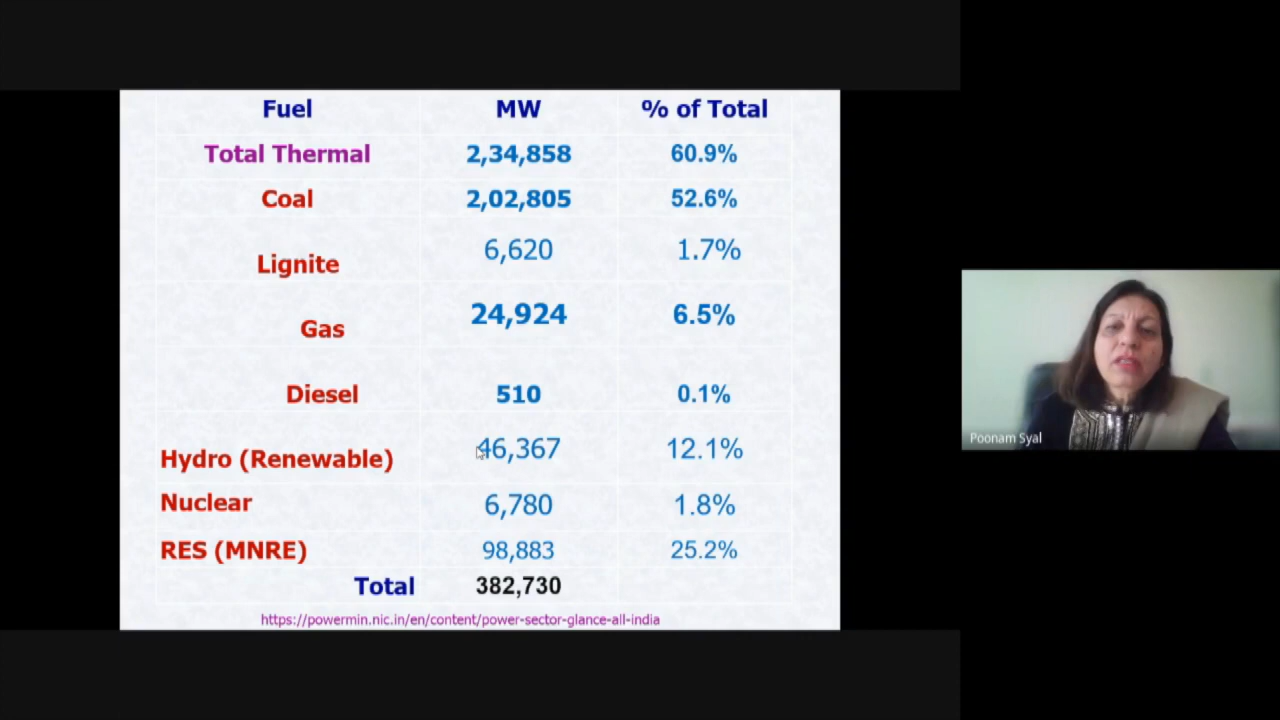 Fuel MW % of Total
Total Thermal 2,34,858 60.9%
Coal 2,02,805 52.6%
Lignite 6,620 1.7%
Gas 24,924 6.5%
Diesel 510 0.1%
Hydro (Renewable) 46,367 12.1%
Nuclear 6,780 1.8%
RES (MNRE) 98,883 25.2%
Total 382,730
https://powermin.nic.in/en/content/power-sector-glance-all-india
Poonam Syal